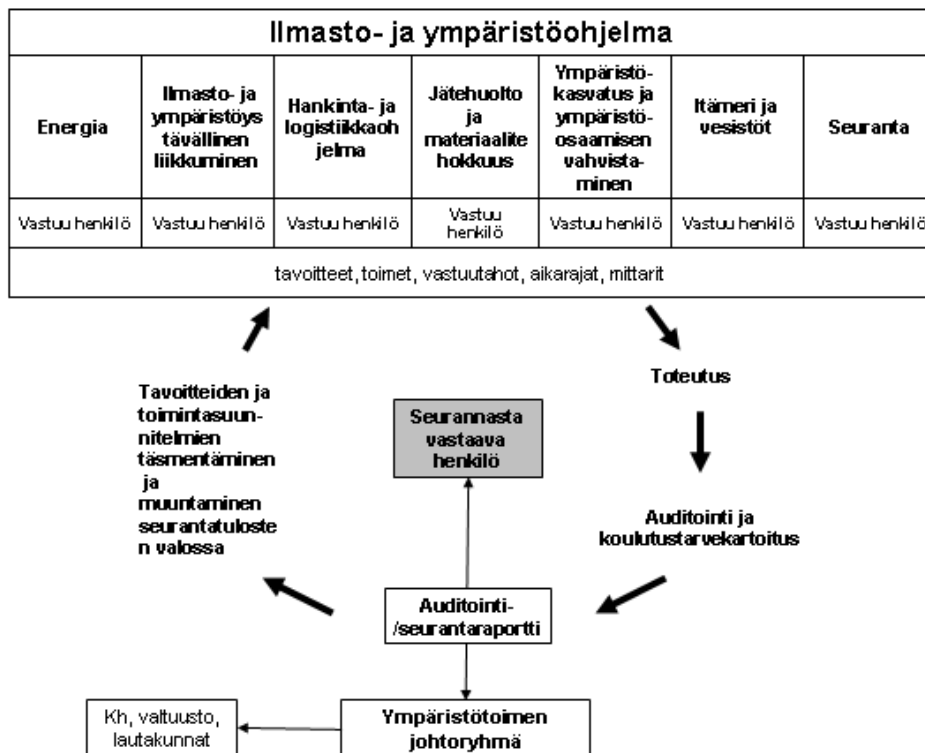 Ilmasto- ja ympäristöohjelma
Energia
Ilmasto- ja
ympäristöys
tävällinen
liikkuminen
Hankinta- ja
logistiikkaoh
jelma
Jätehuolto
ja
materiaalite
hokkuus
Ympäristö-
kasvatus ja
ympäristö-
osaamisen
vahvista-
minen
Itämeri ja
vesistöt
Seuranta
Vastuu henkilö
Vastuu henkilö
Vastuu henkilö
Vastuu
henkilö
Vastuu henkilö
Vastuu henkilö
Vastuu henkilö
tavoitteet, toimet, vastuutahot, aikarajat, mittarit
Toteutus
Tavoitteiden ja
toimintasuun-
nitelmien
täsmentäminen
ja
muuntaminen
seurantatuloste
n valossa
Seurannasta
vastaava
henkilö
Auditointi ja
koulutustarvekartoitus
Auditointi-
/seurantaraportti
Kh, valtuusto,
lautakunnat
Ympäristötoimen
johtoryhmä